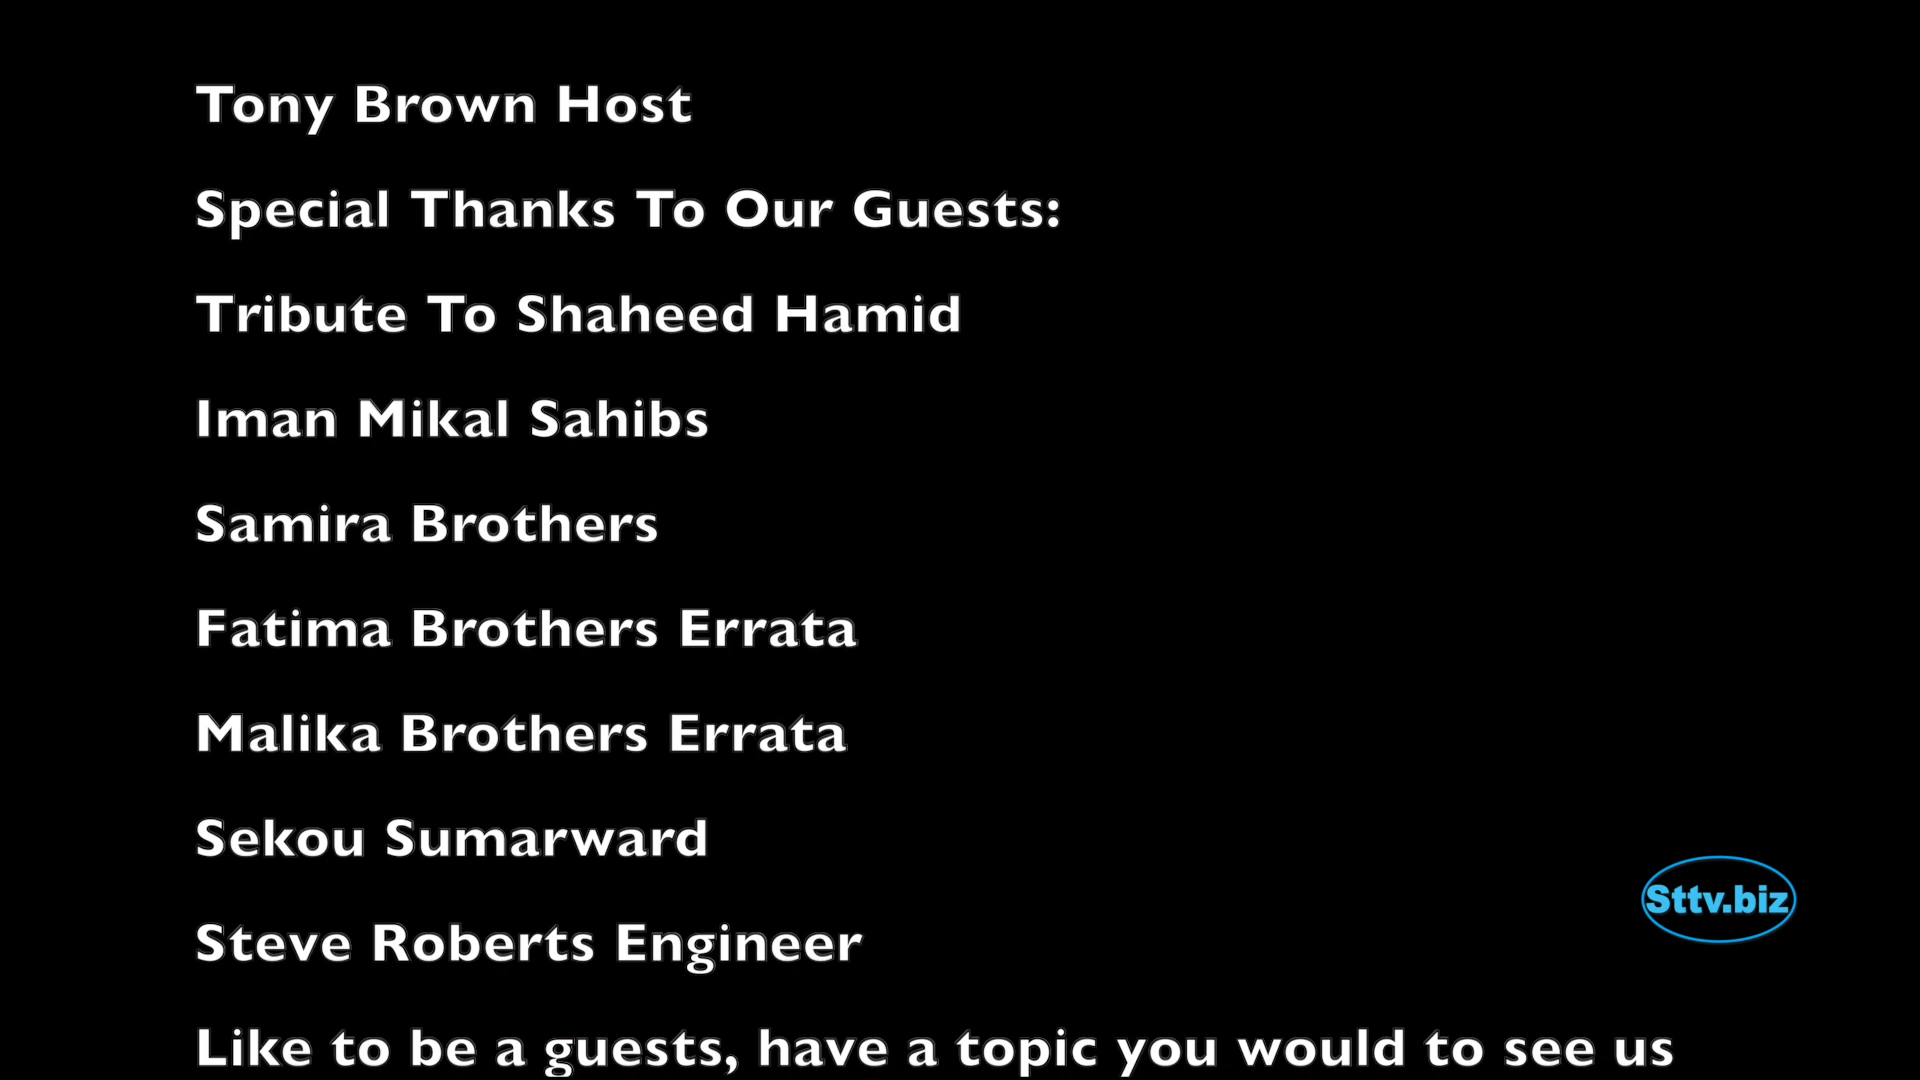 Tony Brown Host
Special Thanks To Our Guests:
Tribute To Shaheed Hamid
Iman Mikal Sahibs
Samira Brothers
Fatima Brothers Errata
Malika Brothers Errata
Sekou Sumarward
Steve Roberts Engineer
Like to be a guests, have a topic you would to see us
Sttv.biz